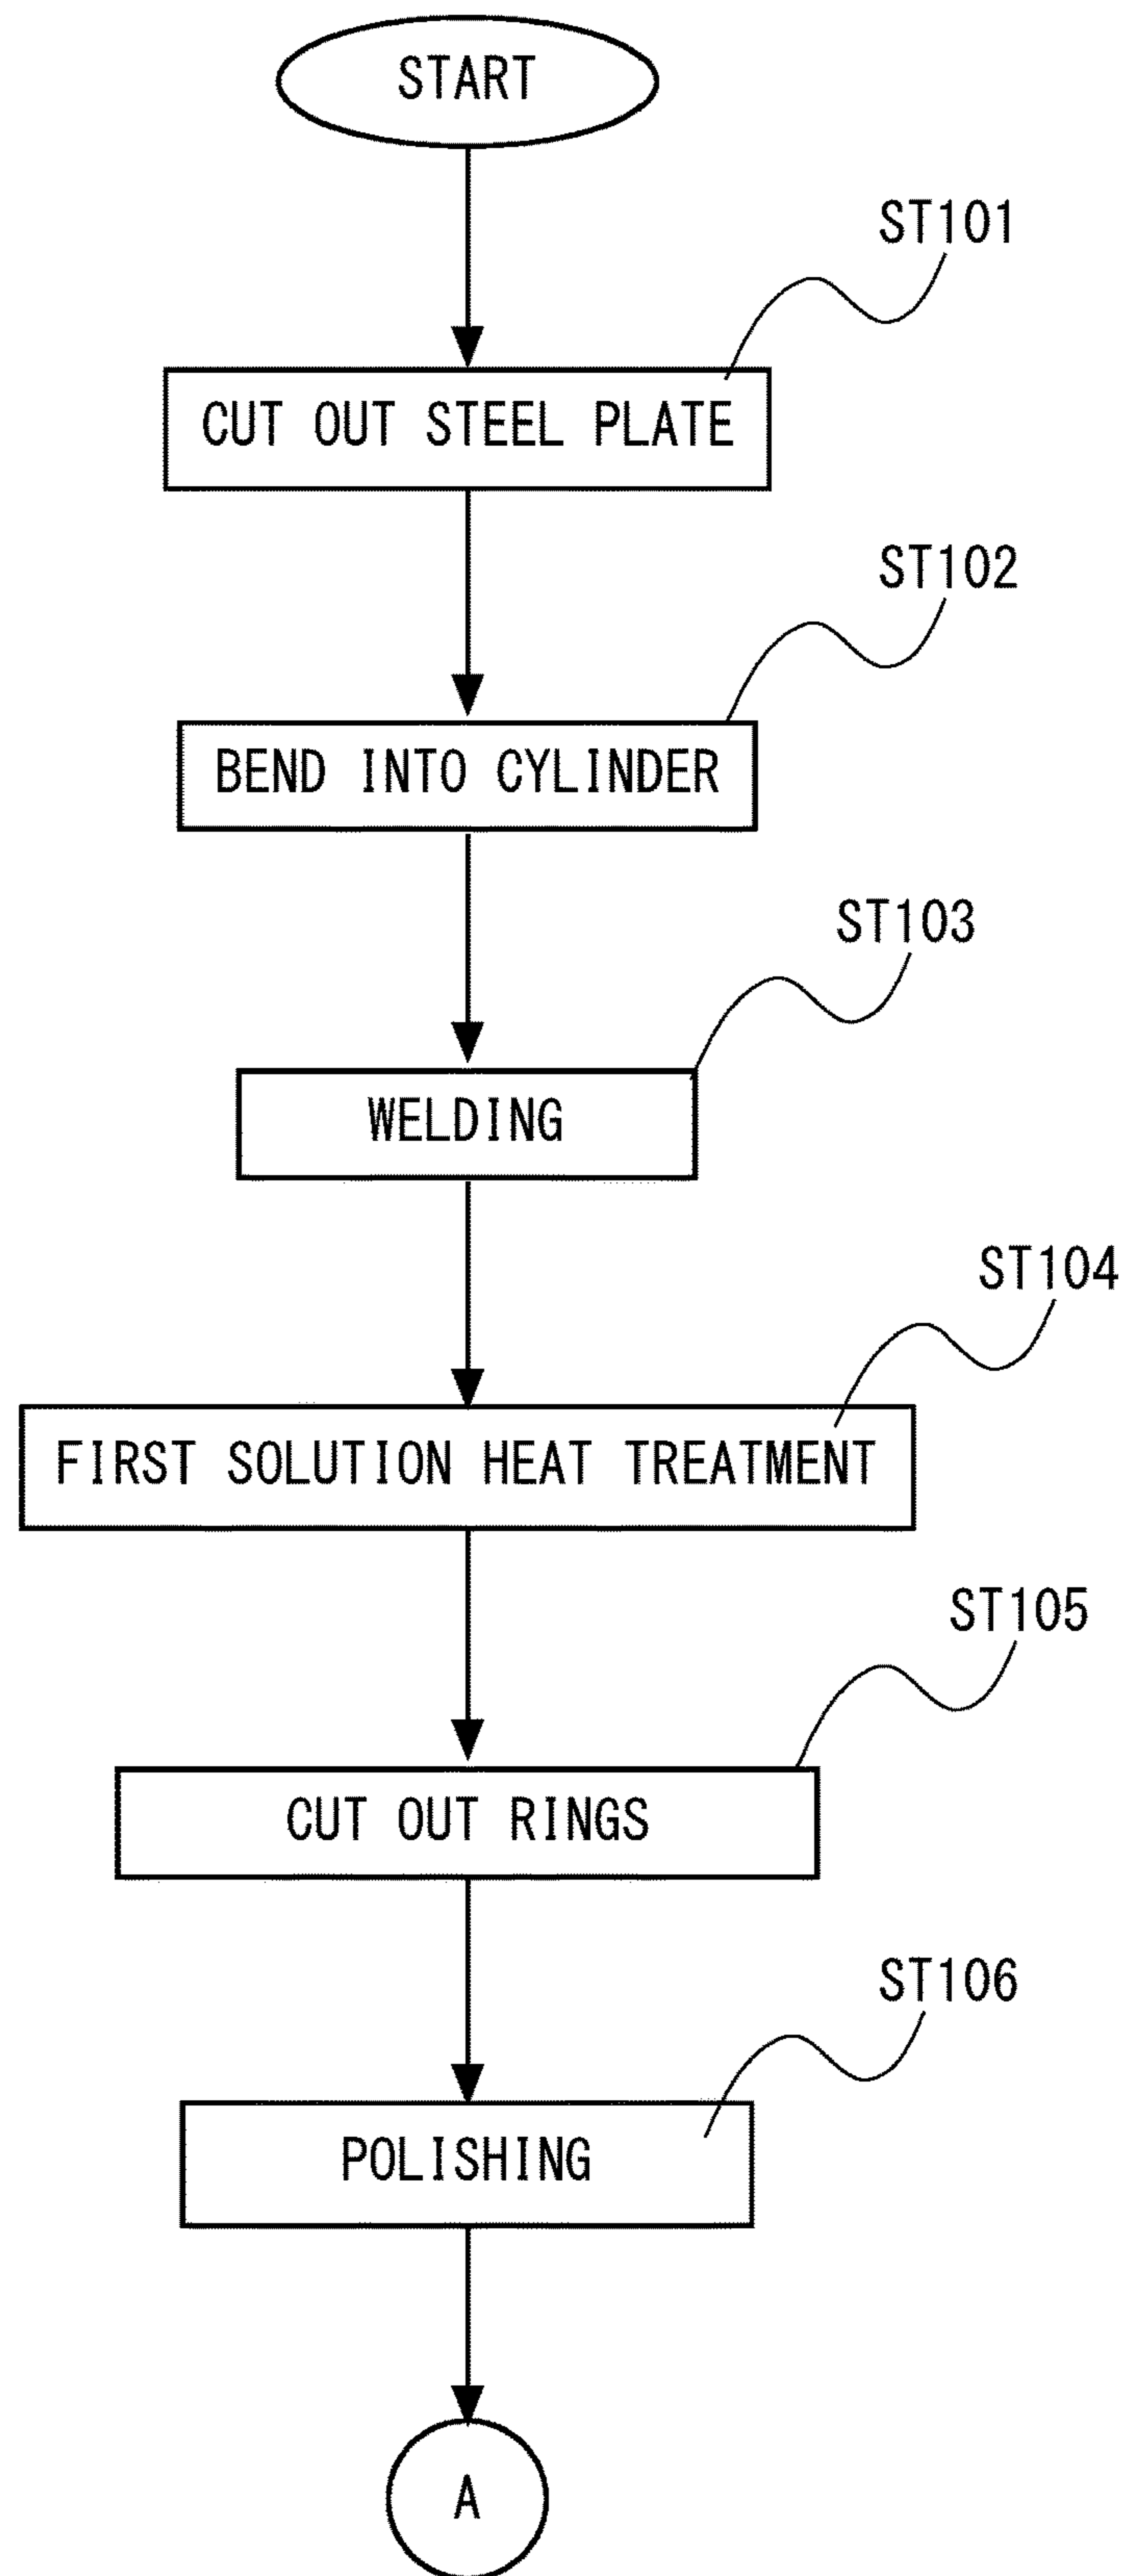 START
ST101
CUT OUT STEEL PLATE
ST102
BEND INTO CYLINDER
ST103
WELDING
ST104
FIRST SOLUTION HEAT TREATMENT
ST105
CUT OUT RINGS
ST106
POLISHING
A